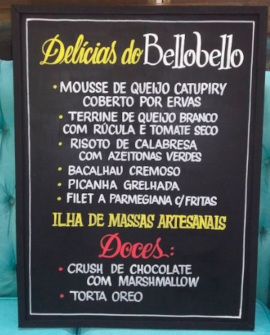 Delícias do Bellobello
• MOUSSE DE QUEIJO CATUPIRY
COBERTO POR ERVAS
• TERRINE DE QUEIJO BRANCO
COM RÚCULA E TOMATE SECO
• RISOTO DE CALABRESA
COM AZEITONAS VERDES
• BACALHAU CREMOSO
• PICANHA GRELHADA
• FILET A PARMEGIANA C/FRITAS
ILHA DE MASSAS ARTESANAIS
Doces:
• CRUSH DE CHOCOLATE
COM MARSHMALLOW
• TORTA OREO